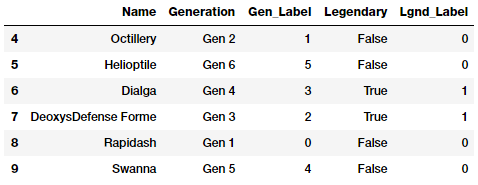 Name Generation Gen_Label Legendary Lgnd_Label
4 Octillery Gen 2 1 False 0
5 Helioptile Gen 6 5 False 0
6 Dialga Gen 4 3 True 1
7 DeoxysDefense Forme Gen 3 2 True 1
8 Rapidash Gen 1 0 False 0
9 Swanna Gen 5 4 False 0